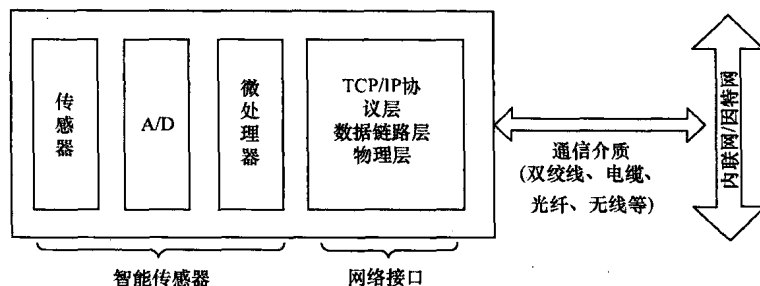 传感器
A/D
微处理器
TCP/IP协
议层
数据链路层
物理层
通信介质
(双绞线、电缆、
光纤、无线等)
内联网/因特网
智能传感器
网络接口